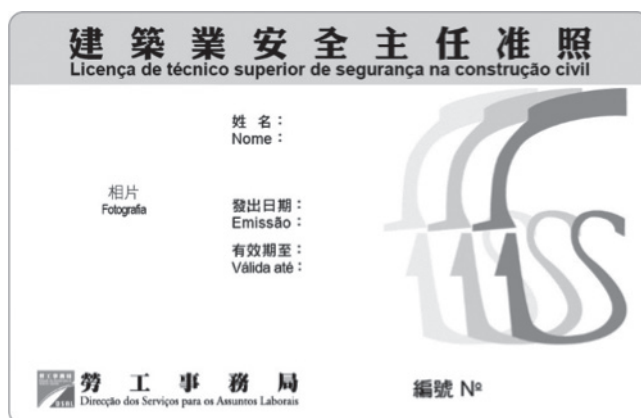 建築業安全主任准照
Licença de técnico superior de segurança na construção civil
姓 名：
Nome：
相片
Fotografia
發出日期：
Emissão：
有效期至：
Válida até：
勞工事務局
Direcção dos Serviços para os Assuntos Laborais
編號 Nº